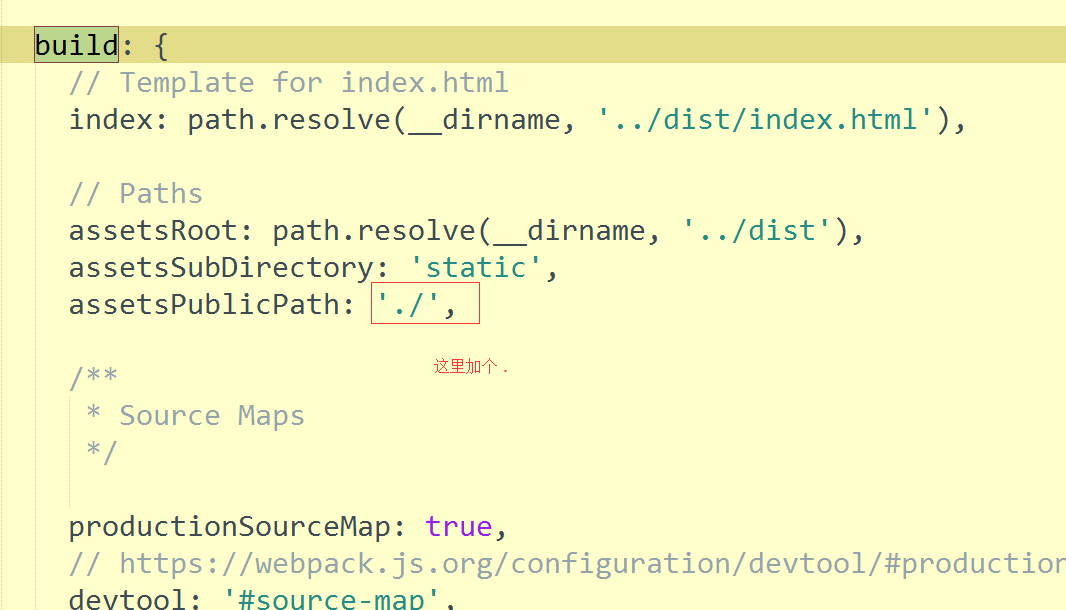 build: {
// Template for index.html
index: path.resolve(__dirname, '../dist/index.html'),
// Paths
assetsRoot: path.resolve(__dirname, '../dist'),
assetsSubDirectory: 'static',
assetsPublicPath: './',
这里加个 .
/**
* Source Maps
*/
productionSourceMap: true,
// https://webpack.js.org/configuration/devtool/#production
devtool: '#source-map',